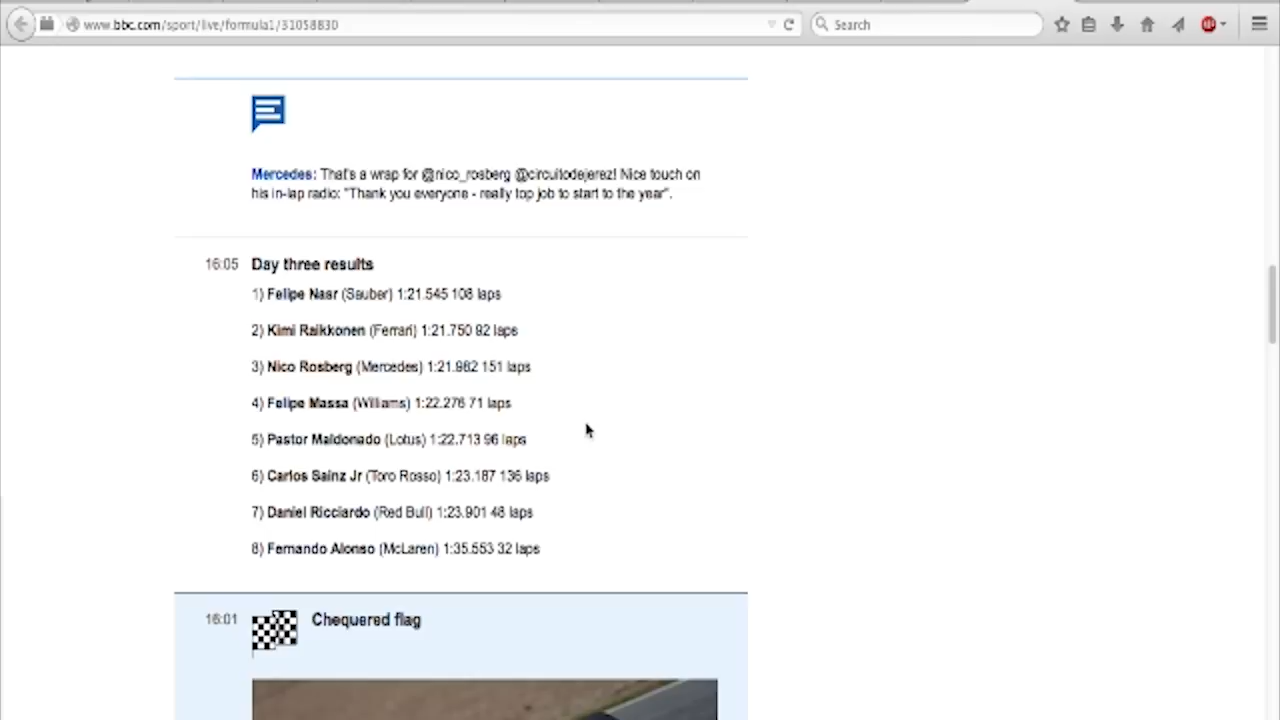 www.bbc.com/sport/live/formula1/31058830
Search
Mercedes: That's a wrap for @nico_rosberg @circuitodejerez! Nice touch on
his in-lap radio: "Thank you everyone - really top job to start to the year".
16:05 Day three results
1) Felipe Nasr (Sauber) 1:21.545 108 laps
2) Kimi Raikkonen (Ferrari) 1:21.750 92 laps
3) Nico Rosberg (Mercedes) 1:21.982 151 laps
4) Felipe Massa (Williams) 1:22.276 71 laps
5) Pastor Maldonado (Lotus) 1:22.713 96 laps
6) Carlos Sainz Jr (Toro Rosso) 1:23.187 136 laps
7) Daniel Ricciardo (Red Bull) 1:23.901 48 laps
8) Fernando Alonso (McLaren) 1:35.553 32 laps
16:01 Chequered flag